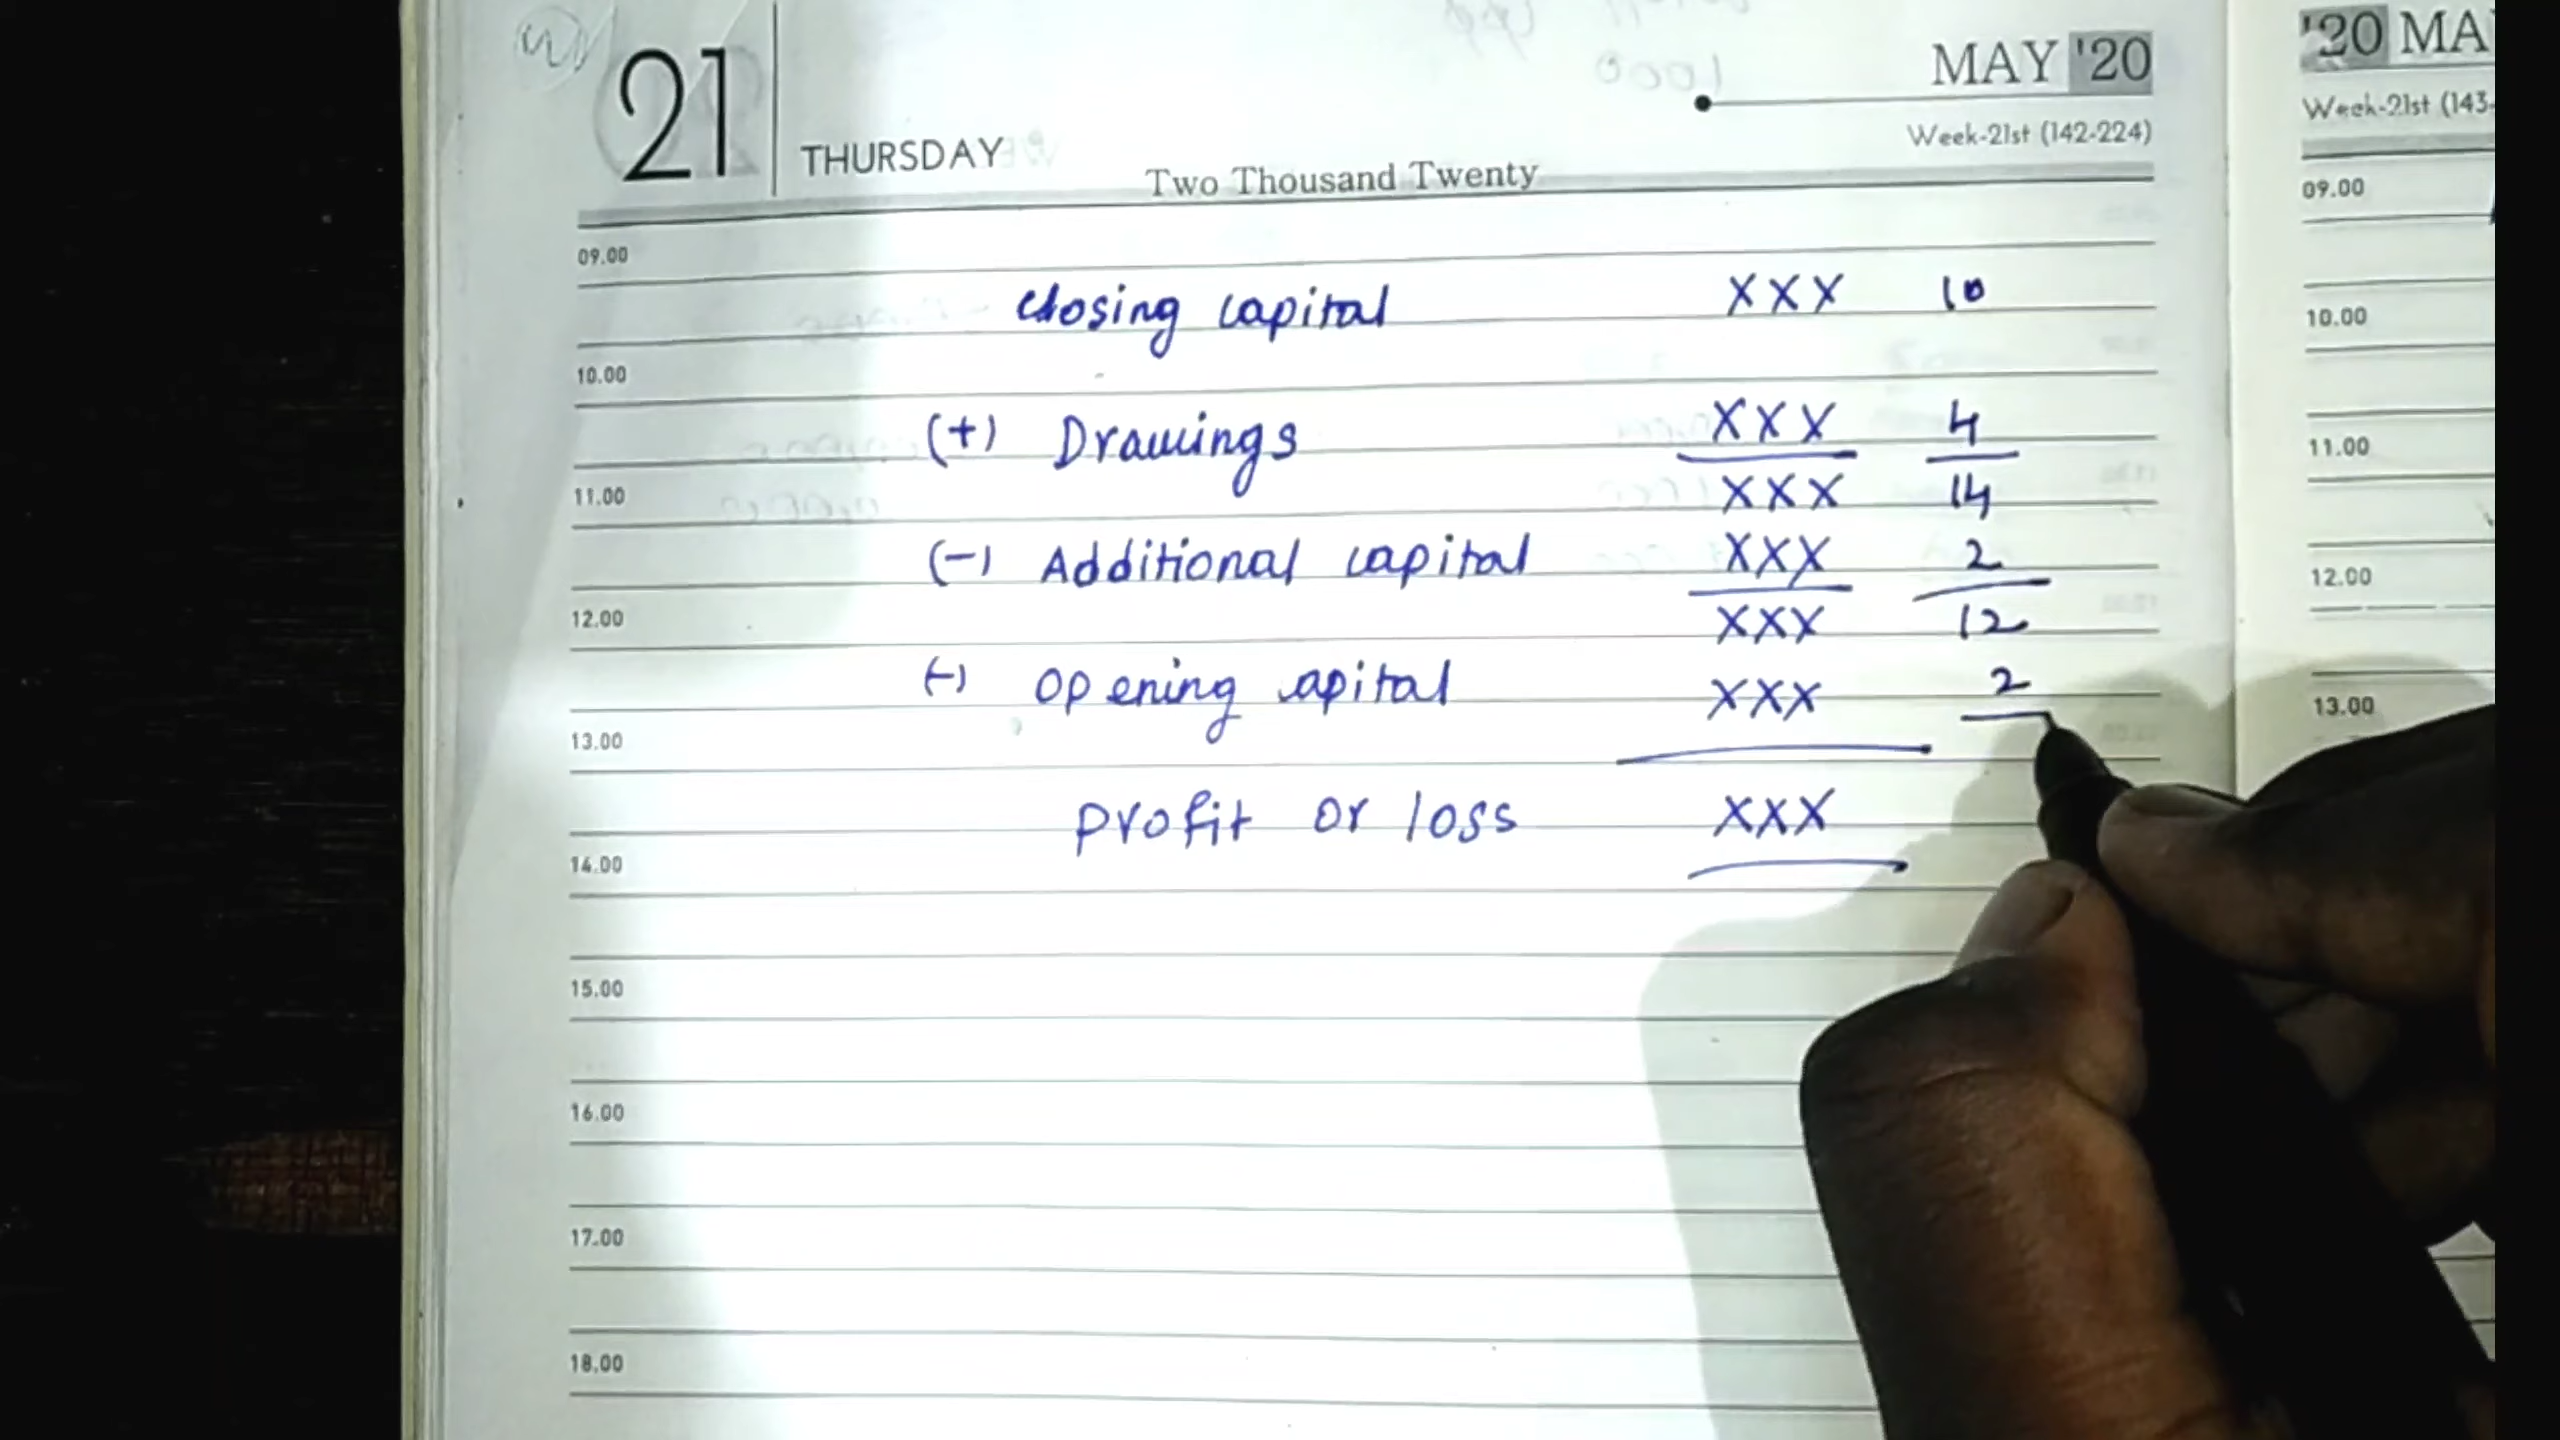 21 THURSDAY Two Thousand Twenty MAY '20
Week-21st (142-224)
09.00
closing capital XXX 10
10.00
(+) Drawings XXX 4
11.00 XXX 14
(-) Additional capital XXX 2
12.00 XXX 12
(-) opening capital XXX 2
13.00
profit or loss XXX
14.00
15.00
16.00
17.00
18.00
'20 MA
Week-21st (143-
09.00
10.00
11.00
12.00
13.00